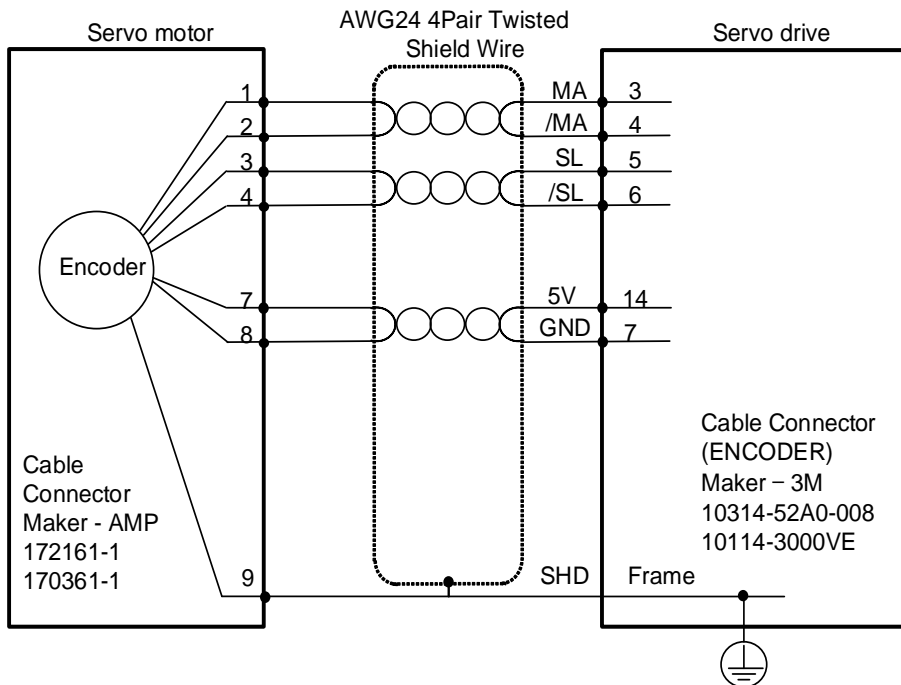 Servo motor
AWG24 4Pair Twisted
Shield Wire
Servo drive
1
MA
3
2
/MA
4
3
SL
5
4
/SL
6
Encoder
7
5V
14
8
GND
7
Cable
Connector
Maker - AMP
172161-1
170361-1
Cable Connector
(ENCODER)
Maker – 3M
10314-52A0-008
10114-3000VE
9
SHD
Frame